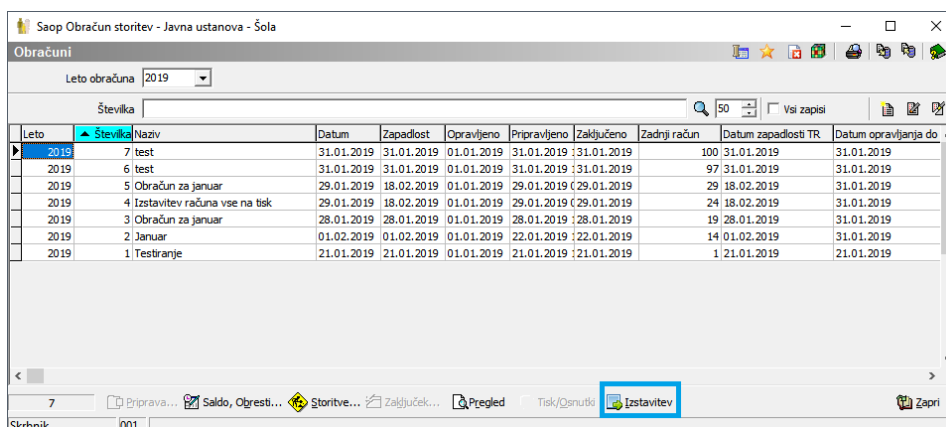 Saop Obračun storitev - Javna ustanova - Šola
Obračuni
Leto obračuna 2019
Številka 50 Vsi zapisi
Leto Številka Naziv Datum Zapadlost Opravljeno Pripravljeno Zaključeno Zadnji račun Datum zapadlosti TR Datum opravljanja do
2019 7 test 31.01.2019 31.01.2019 01.01.2019 31.01.2019 31.01.2019 100 31.01.2019 31.01.2019
2019 6 test 31.01.2019 31.01.2019 01.01.2019 31.01.2019 31.01.2019 97 31.01.2019 31.01.2019
2019 5 Obračun za januar 29.01.2019 18.02.2019 01.01.2019 29.01.2019 29.01.2019 29 18.02.2019 31.01.2019
2019 4 Izstavitev računa vse na tisk 29.01.2019 18.02.2019 01.01.2019 29.01.2019 29.01.2019 24 18.02.2019 31.01.2019
2019 3 Obračun za januar 28.01.2019 28.01.2019 01.01.2019 28.01.2019 28.01.2019 19 28.01.2019 31.01.2019
2019 2 Januar 01.02.2019 01.02.2019 01.01.2019 22.01.2019 22.01.2019 14 01.02.2019 31.01.2019
2019 1 Testiranje 21.01.2019 21.01.2019 01.01.2019 21.01.2019 21.01.2019 1 21.01.2019 21.01.2019
7 Priprava... Saldo, Obresti... Storitve... Zaključek... Pregled Tisk/Osnutki Izstavitev Zapri
Skrbnik 001